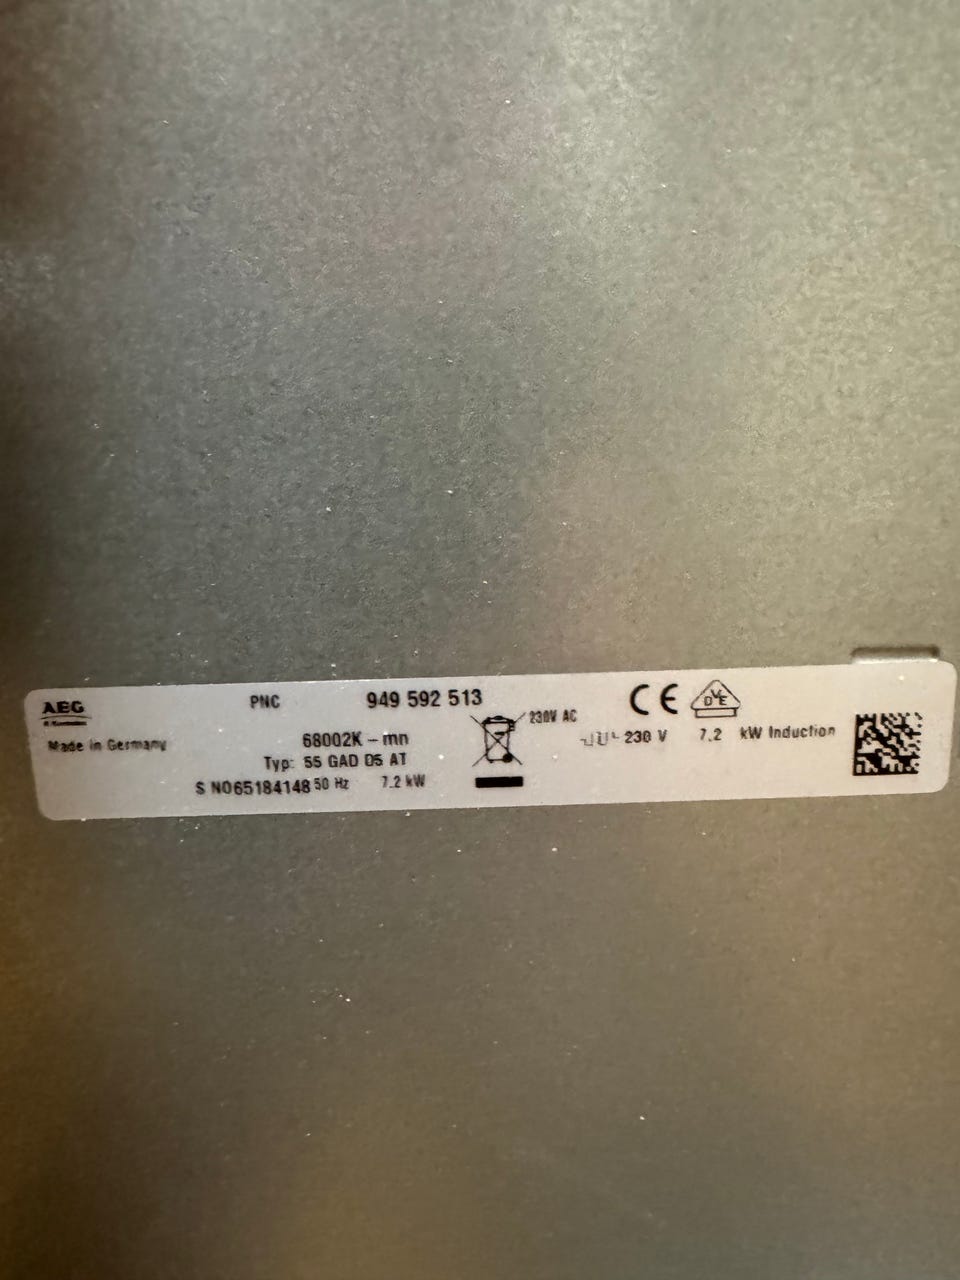 AEG
Made in Germany
PNC 949 592 513
68002K - mn
Typ: 55 GAD D5 AT
S NO65184148 50 Hz 7.2 kW
230V AC
CE
230 V 7.2 kW Induction